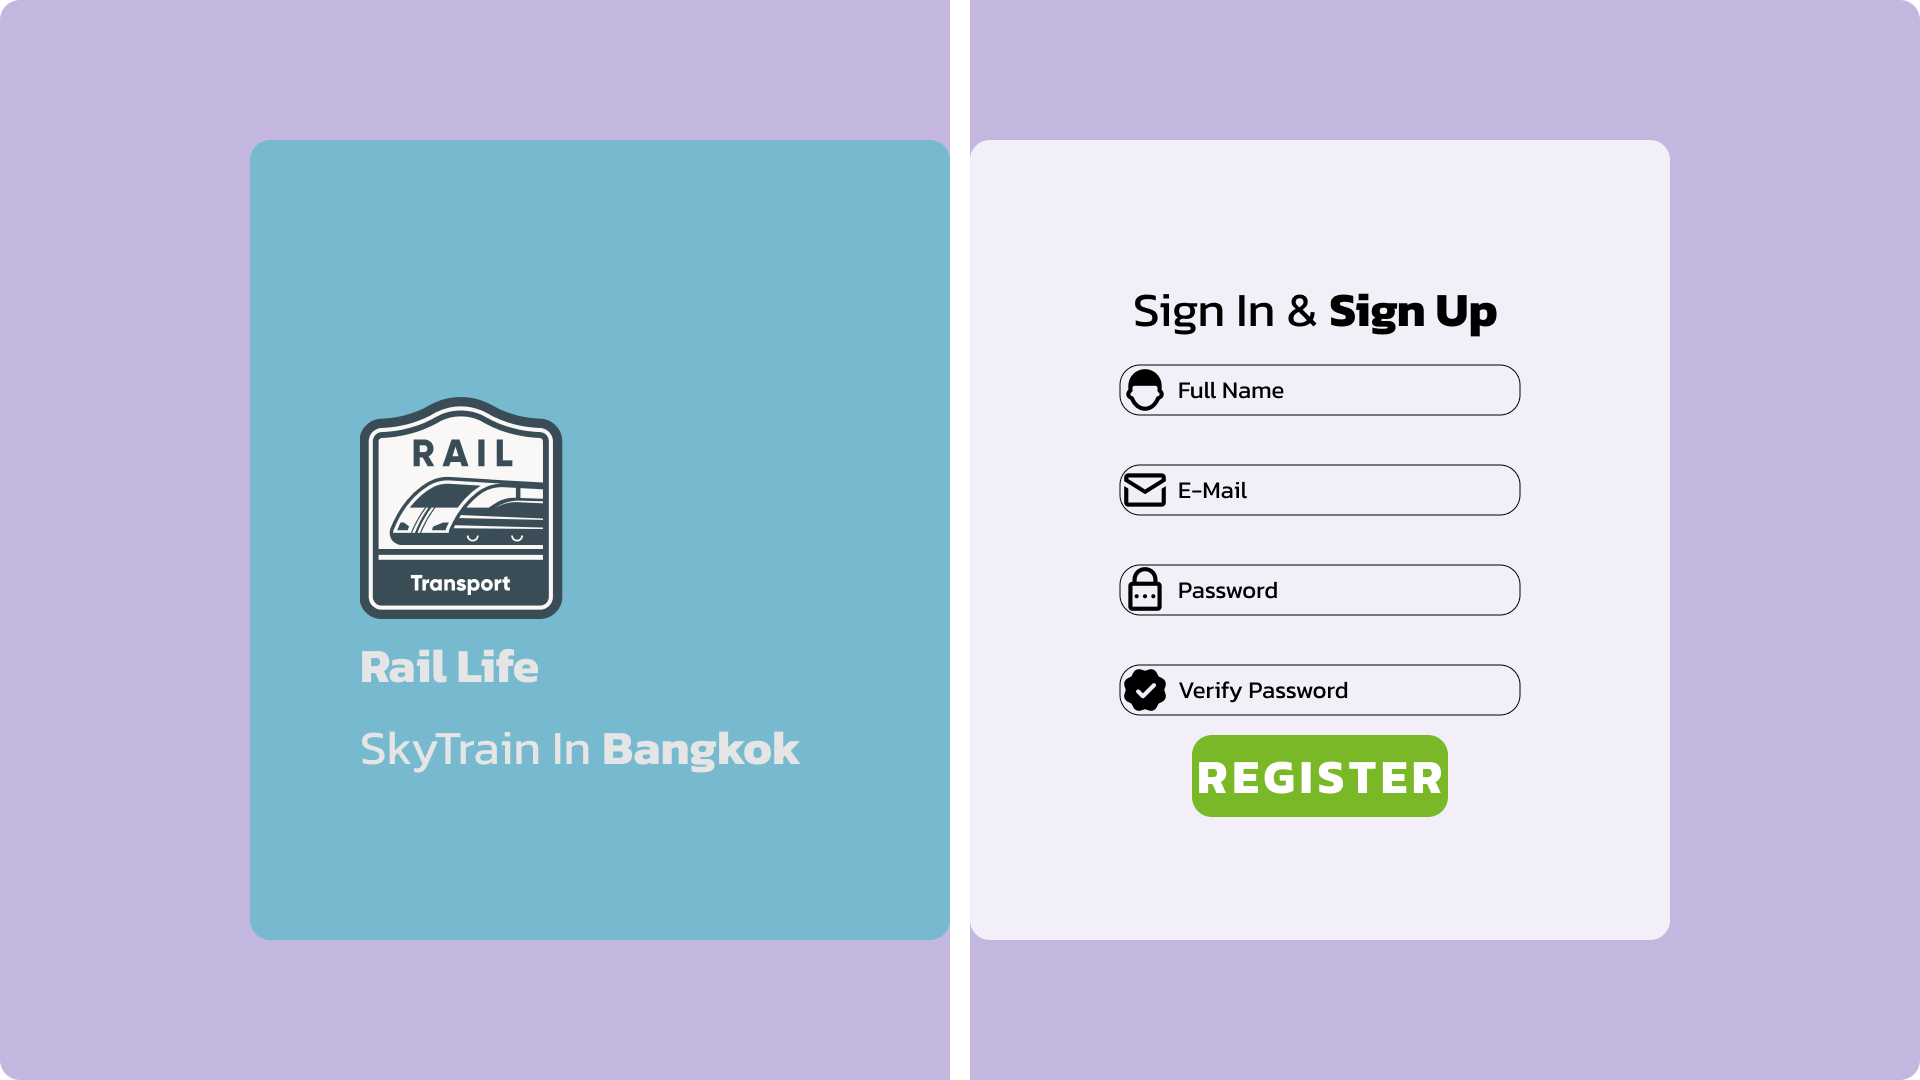 RAIL
Transport
Rail Life
SkyTrain In Bangkok
Sign In & Sign Up
Full Name
E-Mail
Password
Verify Password
REGISTER